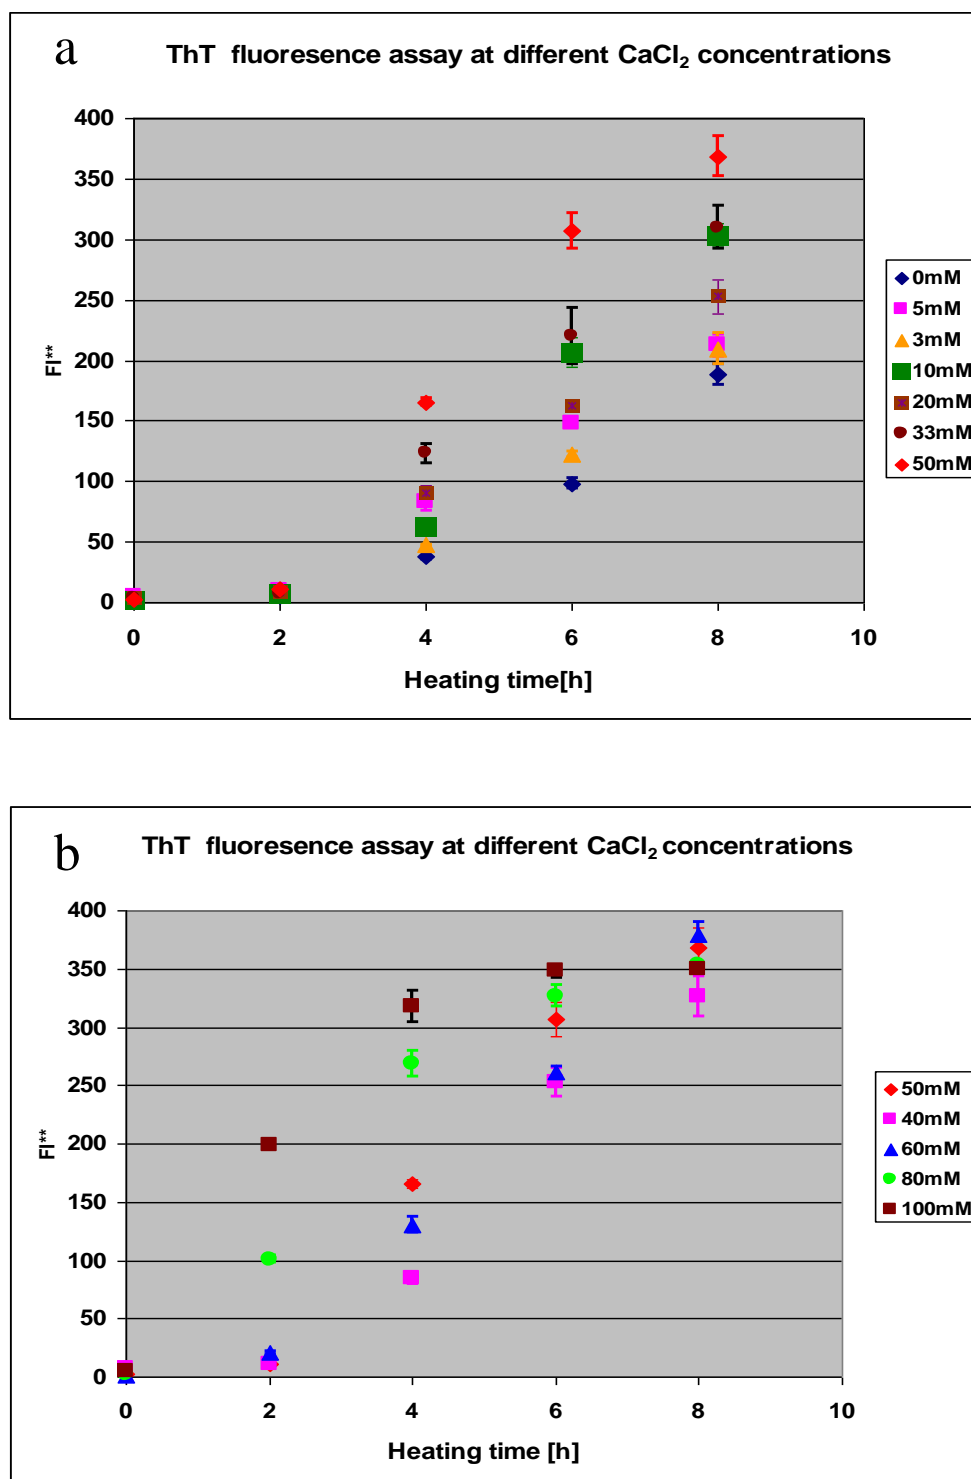 a
ThT fluoresence assay at different CaCl₂ concentrations
400
350
300
250
200
150
100
50
0
FI**
0 2 4 6 8 10
Heating time[h]
0mM
5mM
3mM
10mM
20mM
33mM
50mM
b
ThT fluoresence assay at different CaCl₂ concentrations
400
350
300
250
200
150
100
50
0
FI**
0 2 4 6 8 10
Heating time [h]
50mM
40mM
60mM
80mM
100mM